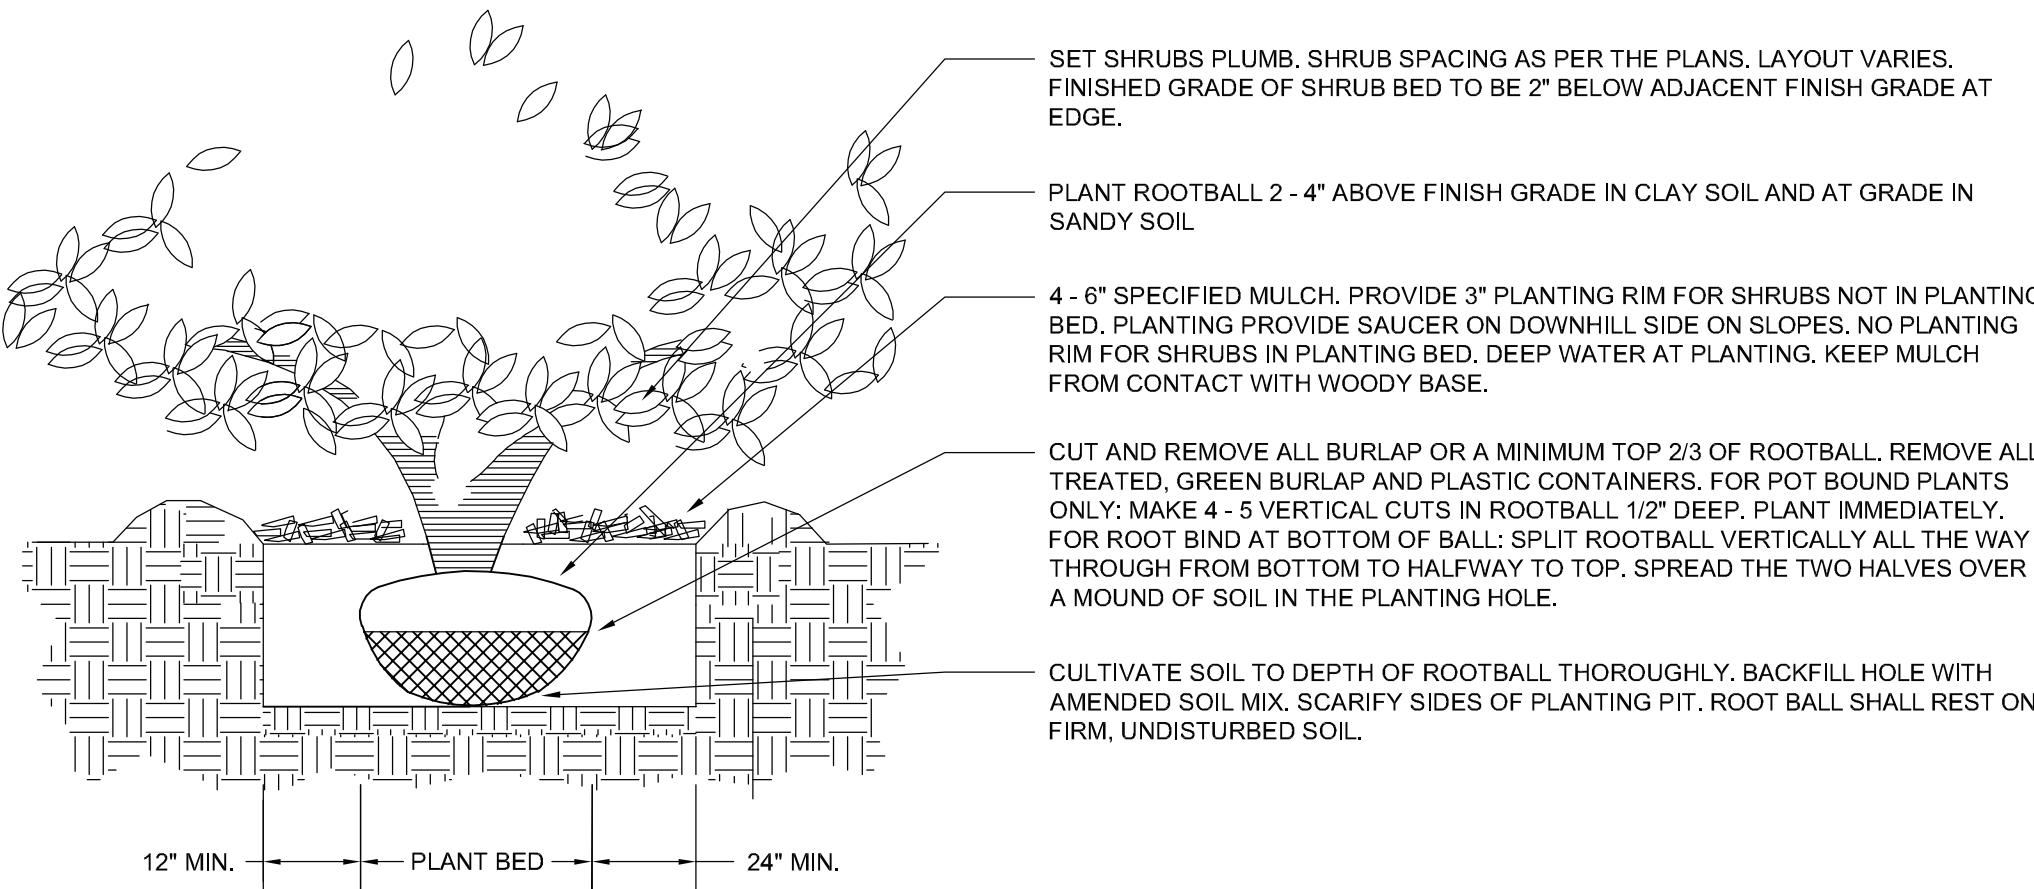 SET SHRUBS PLUMB. SHRUB SPACING AS PER THE PLANS. LAYOUT VARIES.
FINISHED GRADE OF SHRUB BED TO BE 2" BELOW ADJACENT FINISH GRADE AT
EDGE.
PLANT ROOTBALL 2 - 4" ABOVE FINISH GRADE IN CLAY SOIL AND AT GRADE IN
SANDY SOIL
4 - 6" SPECIFIED MULCH. PROVIDE 3" PLANTING RIM FOR SHRUBS NOT IN PLANTING
BED. PLANTING PROVIDE SAUCER ON DOWNHILL SIDE ON SLOPES. NO PLANTING
RIM FOR SHRUBS IN PLANTING BED. DEEP WATER AT PLANTING. KEEP MULCH
FROM CONTACT WITH WOODY BASE.
CUT AND REMOVE ALL BURLAP OR A MINIMUM TOP 2/3 OF ROOTBALL. REMOVE ALL
TREATED, GREEN BURLAP AND PLASTIC CONTAINERS. FOR POT BOUND PLANTS
ONLY: MAKE 4 - 5 VERTICAL CUTS IN ROOTBALL 1/2" DEEP. PLANT IMMEDIATELY.
FOR ROOT BIND AT BOTTOM OF BALL: SPLIT ROOTBALL VERTICALLY ALL THE WAY
THROUGH FROM BOTTOM TO HALFWAY TO TOP. SPREAD THE TWO HALVES OVER
A MOUND OF SOIL IN THE PLANTING HOLE.
CULTIVATE SOIL TO DEPTH OF ROOTBALL THOROUGHLY. BACKFILL HOLE WITH
AMENDED SOIL MIX. SCARIFY SIDES OF PLANTING PIT. ROOT BALL SHALL REST ON
FIRM, UNDISTURBED SOIL.
12" MIN.
PLANT BED
24" MIN.